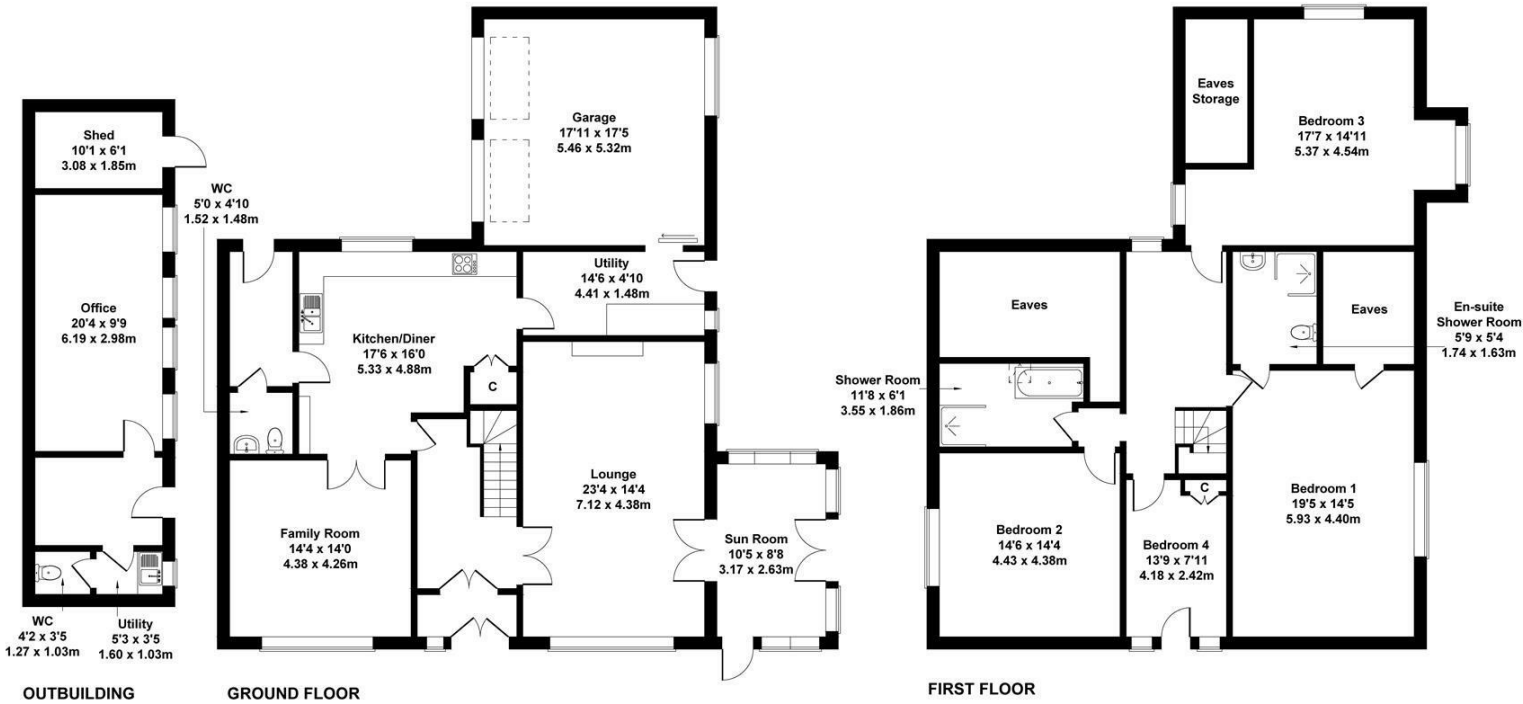 Shed
10'1 x 6'1
3.08 x 1.85m
Office
20'4 x 9'9
6.19 x 2.98m
WC
4'2 x 3'5
1.27 x 1.03m
Utility
5'3 x 3'5
1.60 x 1.03m
OUTBUILDING
WC
5'0 x 4'10
1.52 x 1.48m
Garage
17'11 x 17'5
5.46 x 5.32m
Utility
14'6 x 4'10
4.41 x 1.48m
Kitchen/Diner
17'6 x 16'0
5.33 x 4.88m
C
Lounge
23'4 x 14'4
7.12 x 4.38m
Family Room
14'4 x 14'0
4.38 x 4.26m
Sun Room
10'5 x 8'8
3.17 x 2.63m
GROUND FLOOR
Eaves
Storage
Bedroom 3
17'7 x 14'11
5.37 x 4.54m
Eaves
Eaves
En-suite
Shower Room
5'9 x 5'4
1.74 x 1.63m
Shower Room
11'8 x 6'1
3.55 x 1.86m
C
Bedroom 1
19'5 x 14'5
5.93 x 4.40m
Bedroom 2
14'6 x 14'4
4.43 x 4.38m
Bedroom 4
13'9 x 7'11
4.18 x 2.42m
FIRST FLOOR